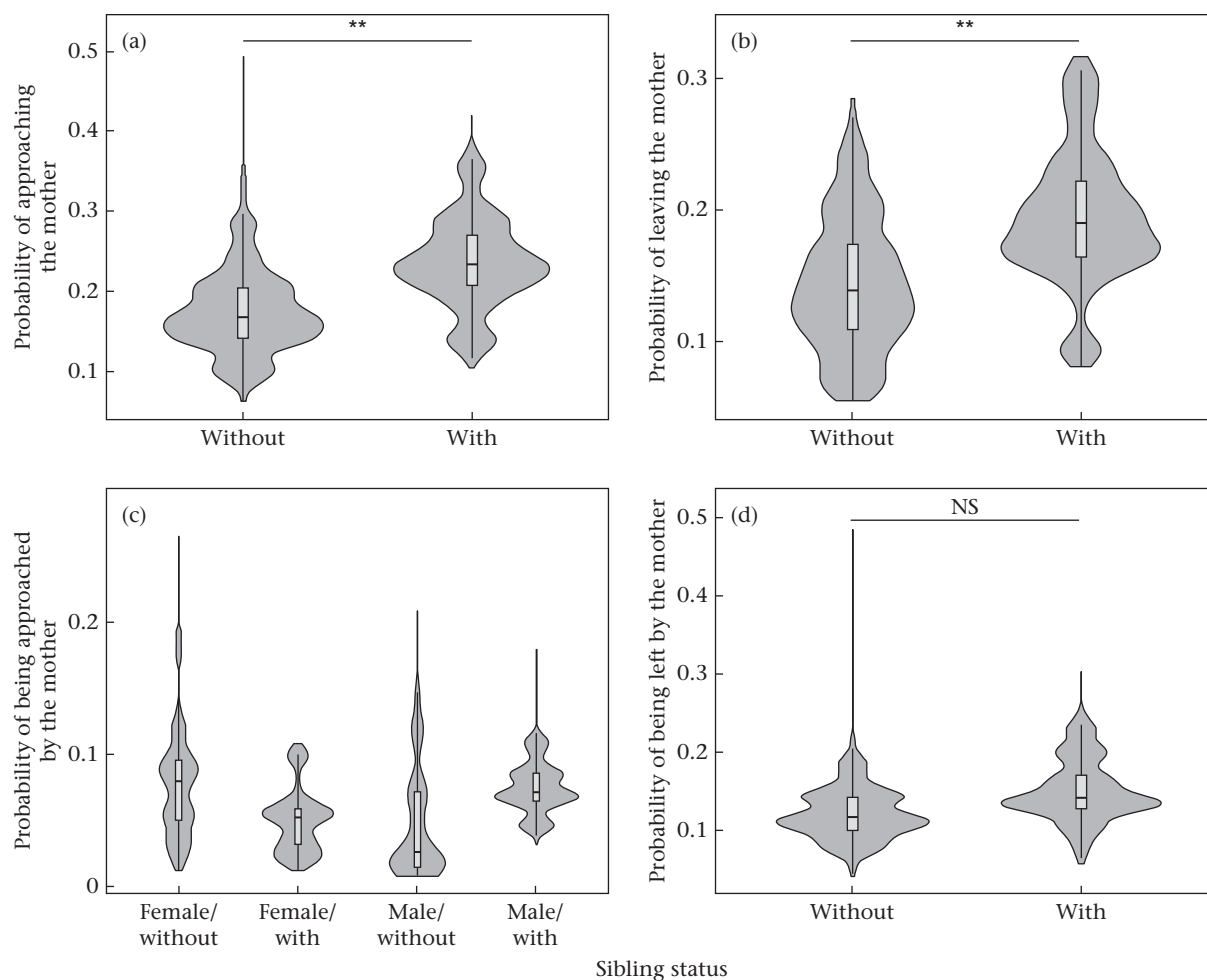 (a)
**
Probability of approaching
the mother
0.5
0.4
0.3
0.2
0.1
Without
With
(b)
**
Probability of leaving the mother
0.3
0.2
0.1
Without
With
(c)
Probability of being approached
by the mother
0.2
0.1
0
Female/
without
Female/
with
Male/
without
Male/
with
(d)
NS
Probability of being left by the mother
0.5
0.4
0.3
0.2
0.1
Without
With
Sibling status